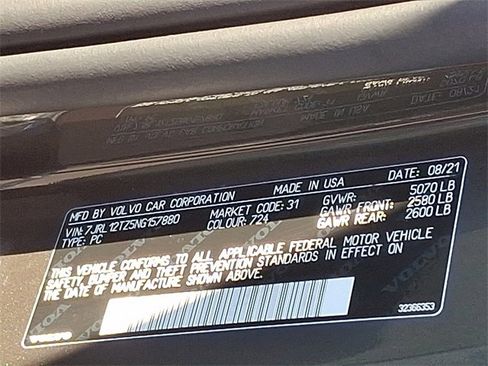 MFD BY VOLVO CAR CORPORATION MADE IN USA DATE: 08/21
VIN: 7JRL12TZ5NG157880 MARKET CODE: 31 GVWR: 5070 LB
TYPE: PC COLOUR: 724 GAWR FRONT: 2580 LB
GAWR REAR: 2600 LB
THIS VEHICLE CONFORMS TO ALL APPLICABLE FEDERAL MOTOR VEHICLE
SAFETY, BUMPER, AND THEFT PREVENTION STANDARDS IN EFFECT ON
THE DATE OF MANUFACTURE SHOWN ABOVE.
VOLVO
32366353